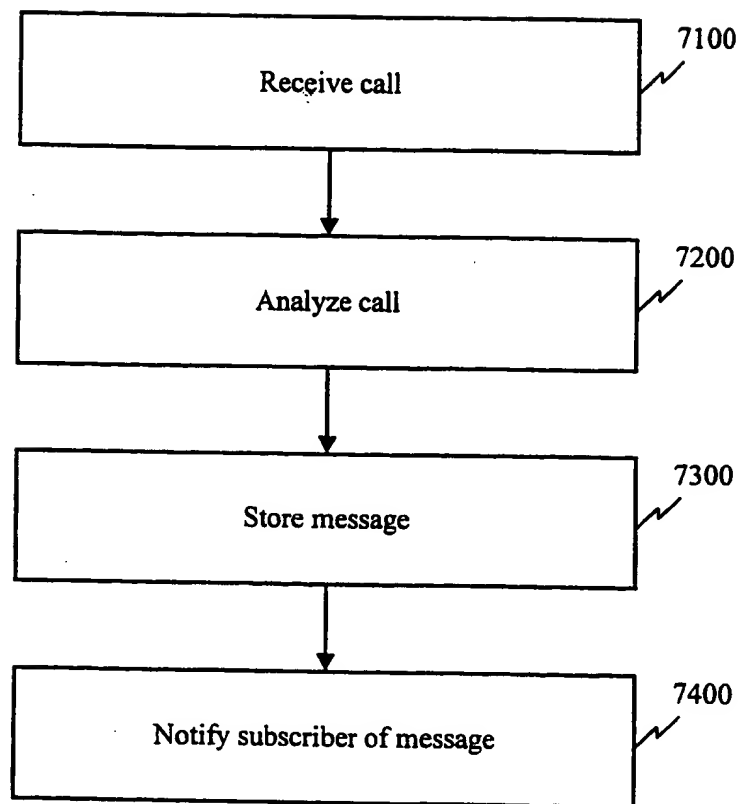 7100
Receive call
7200
Analyze call
7300
Store message
7400
Notify subscriber of message